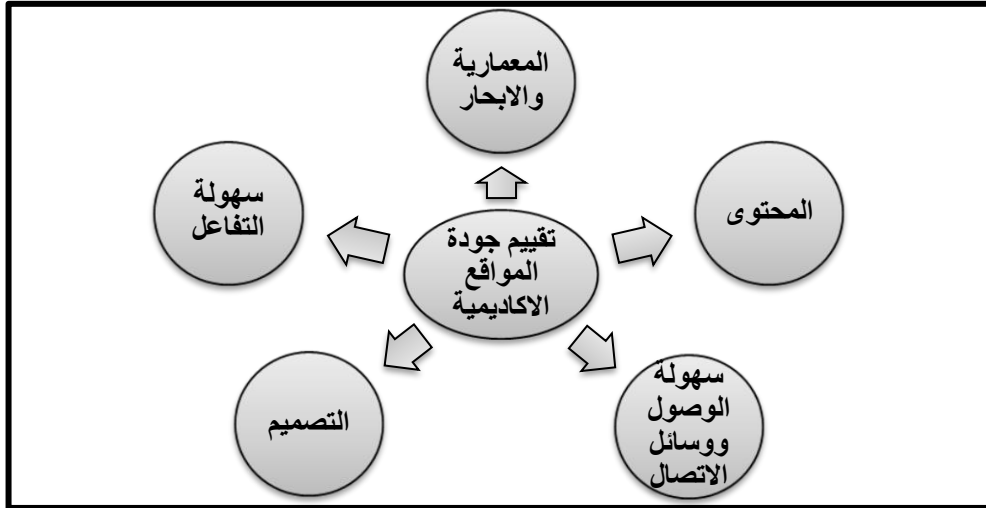 المعمارية
والابحار
سهولة
التفاعل
المحتوى
تقييم جودة
المواقع
الاكاديمية
سهولة
الوصول
ووسائل
الاتصال
التصميم